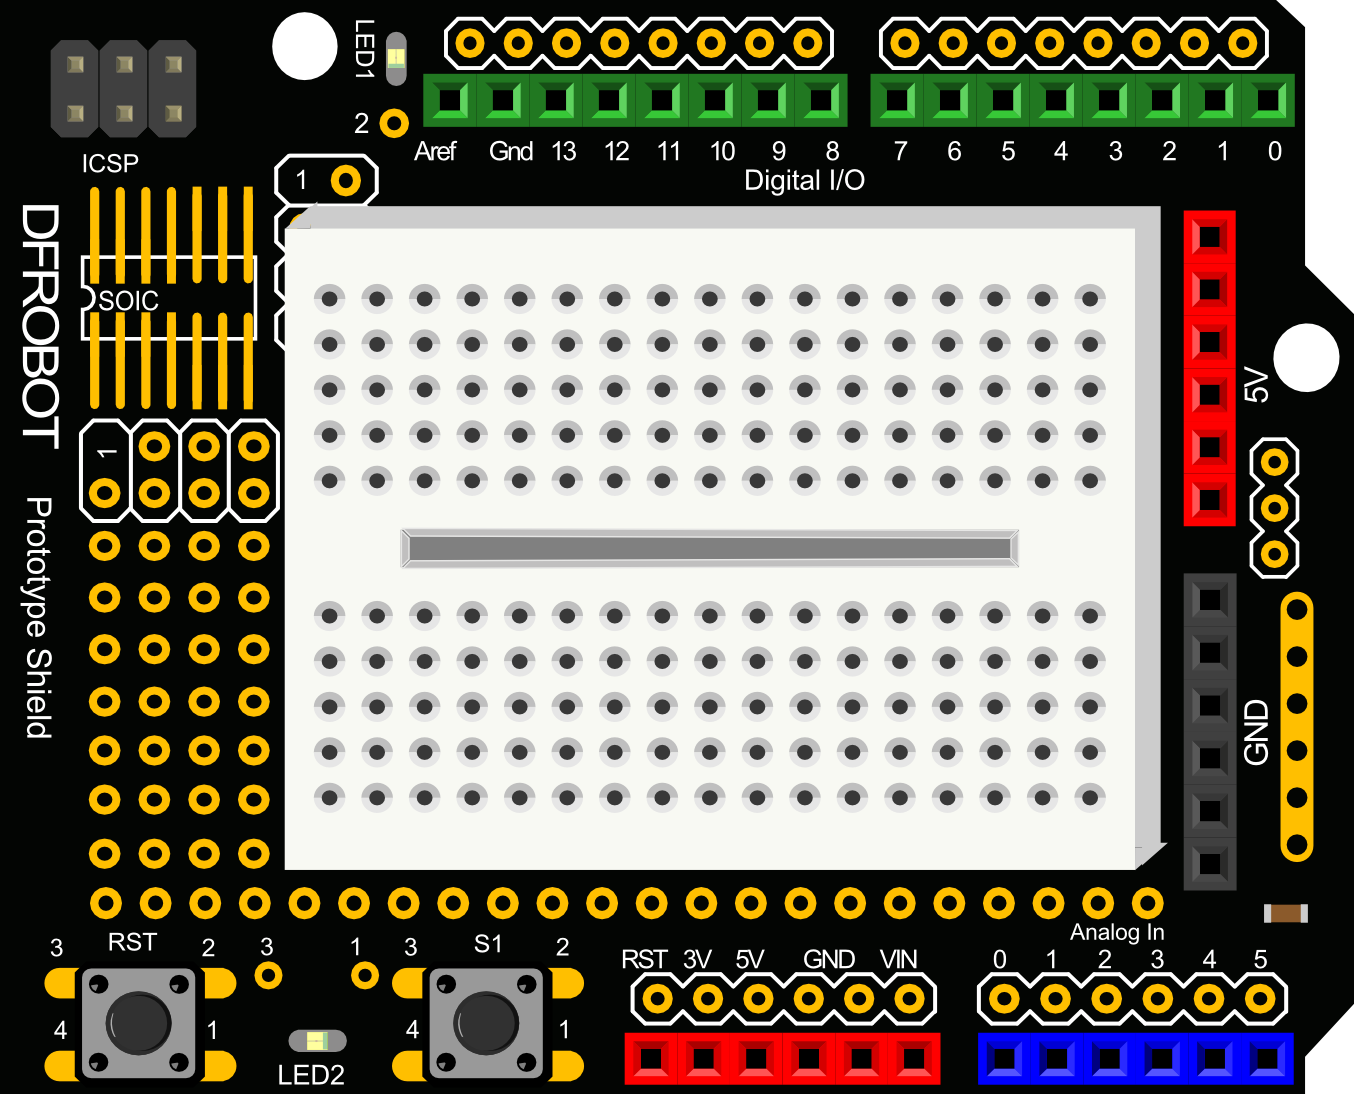 LED1
2
Aref Gnd 13 12 11 10 9 8 7 6 5 4 3 2 1 0
Digital I/O
ICSP
1
DFROBOT
SOIC
5V
1
Prototype Shield
GND
Analog In
3 RST 2
3 1
3 S1 2
RST 3V 5V GND VIN
0 1 2 3 4 5
4 1
4 1
LED2